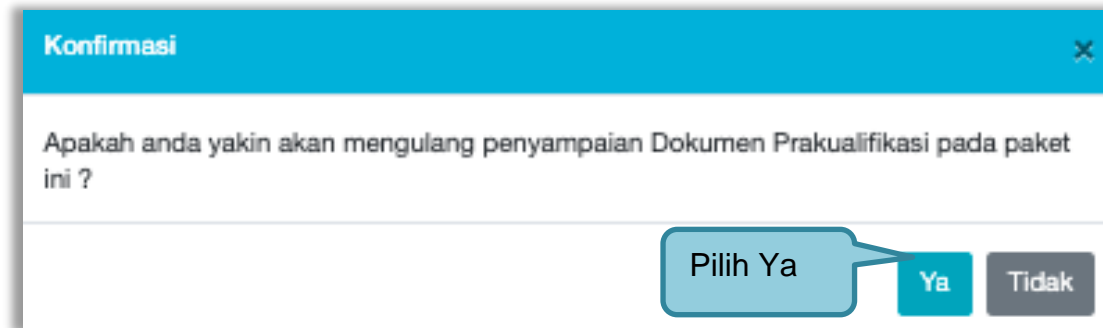 Konfirmasi ×
Apakah anda yakin akan mengulang penyampaian Dokumen Prakualifikasi pada paket
ini ?
Pilih Ya
Ya Tidak